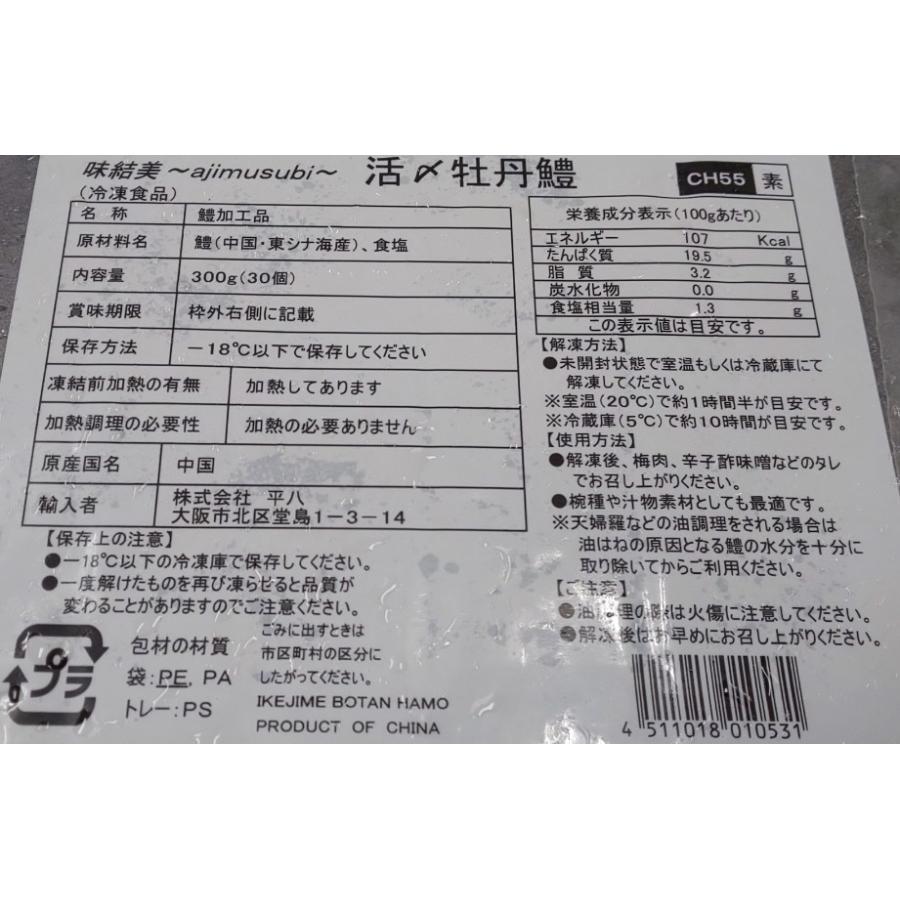 味結美 ～ajimusubi～ 活〆牡丹鱧 CH55 素
（冷凍食品）
名 称 鱧加工品
原材料名 鱧（中国・東シナ海産）、食塩
内容量 300g（30個）
賞味期限 枠外右側に記載
保存方法 －18℃以下で保存してください
凍結前加熱の有無 加熱してあります
加熱調理の必要性 加熱の必要ありません
原産国名 中国
輸入者 株式会社 平八
大阪市北区堂島1－3－14
【保存上の注意】
●－18℃以下の冷凍庫で保存してください。
●一度解けたものを再び凍らせると品質が
変わることがありますのでご注意ください。
プラ
包材の材質
袋：PE, PA
トレー：PS
ごみに出すときは
市区町村の区分に
したがってください。
IKEJIME BOTAN HAMO
PRODUCT OF CHINA
栄養成分表示（100gあたり）
エネルギー 107 Kcal
たんぱく質 19.5 g
脂 質 3.2 g
炭水化物 0.0 g
食塩相当量 1.3 g
この表示値は目安です。
【解凍方法】
●未開封状態で室温もしくは冷蔵庫にて
解凍してください。
※室温（20℃）で約1時間半が目安です。
※冷蔵庫（5℃）で約10時間が目安です。
【使用方法】
●解凍後、梅肉、辛子酢味噌などのタレ
でお召し上がりください。
●椀種や汁物素材としても最適です。
※天婦羅などの油調理をされる場合は
油はねの原因となる鱧の水分を十分に
取り除いてからご利用ください。
【ご注意】
●油調理の際は火傷に注意してください。
●解凍後はお早めにお召し上がりください。
4 511018 010531